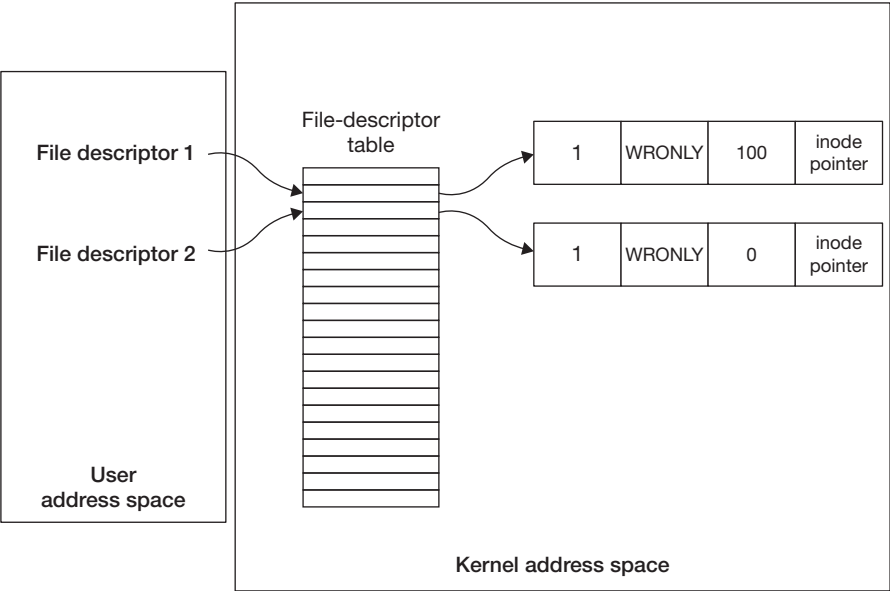 File-descriptor
table
File descriptor 1
1 WRONLY 100 inode
pointer
File descriptor 2
1 WRONLY 0 inode
pointer
User
address space
Kernel address space